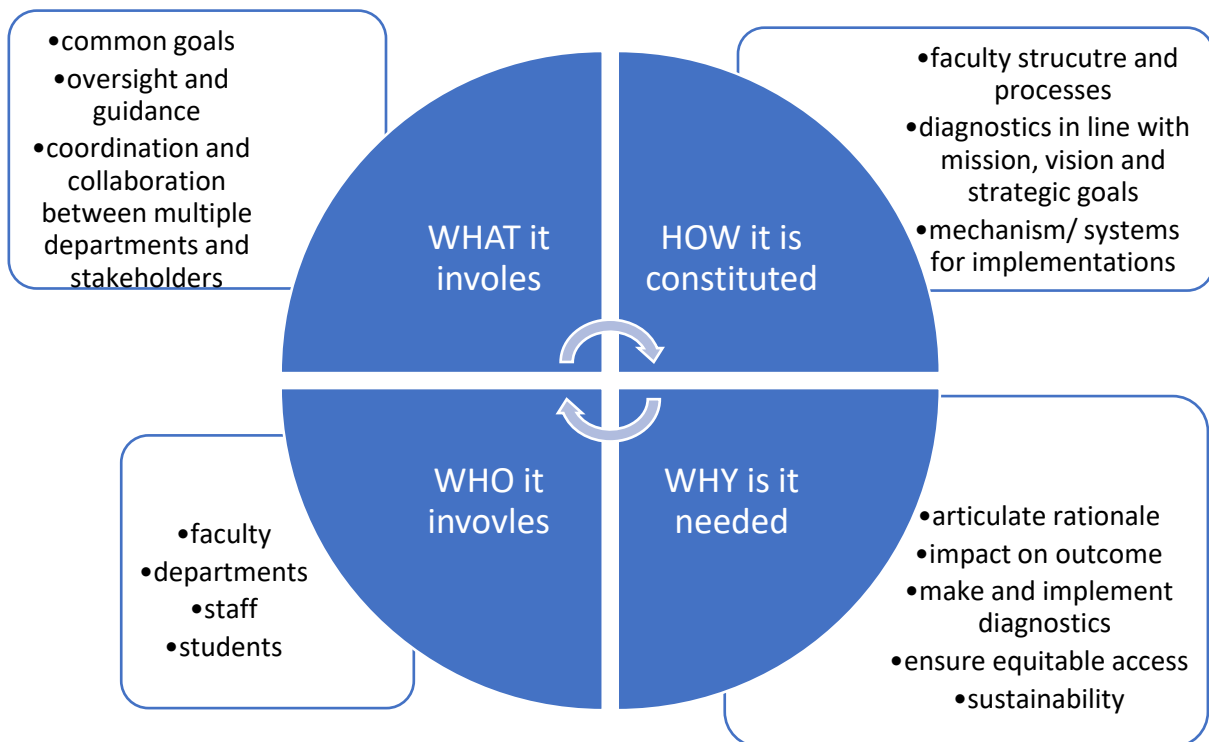 •common goals
•oversight and
guidance
•coordination and
collaboration
between multiple
departments and
stakeholders
•faculty strucutre and
processes
•diagnostics in line with
mission, vision and
strategic goals
•mechanism/ systems
for implementations
WHAT it
involes
HOW it is
constituted
WHO it
invovles
WHY is it
needed
•faculty
•departments
•staff
•students
•articulate rationale
•impact on outcome
•make and implement
diagnostics
•ensure equitable access
•sustainability